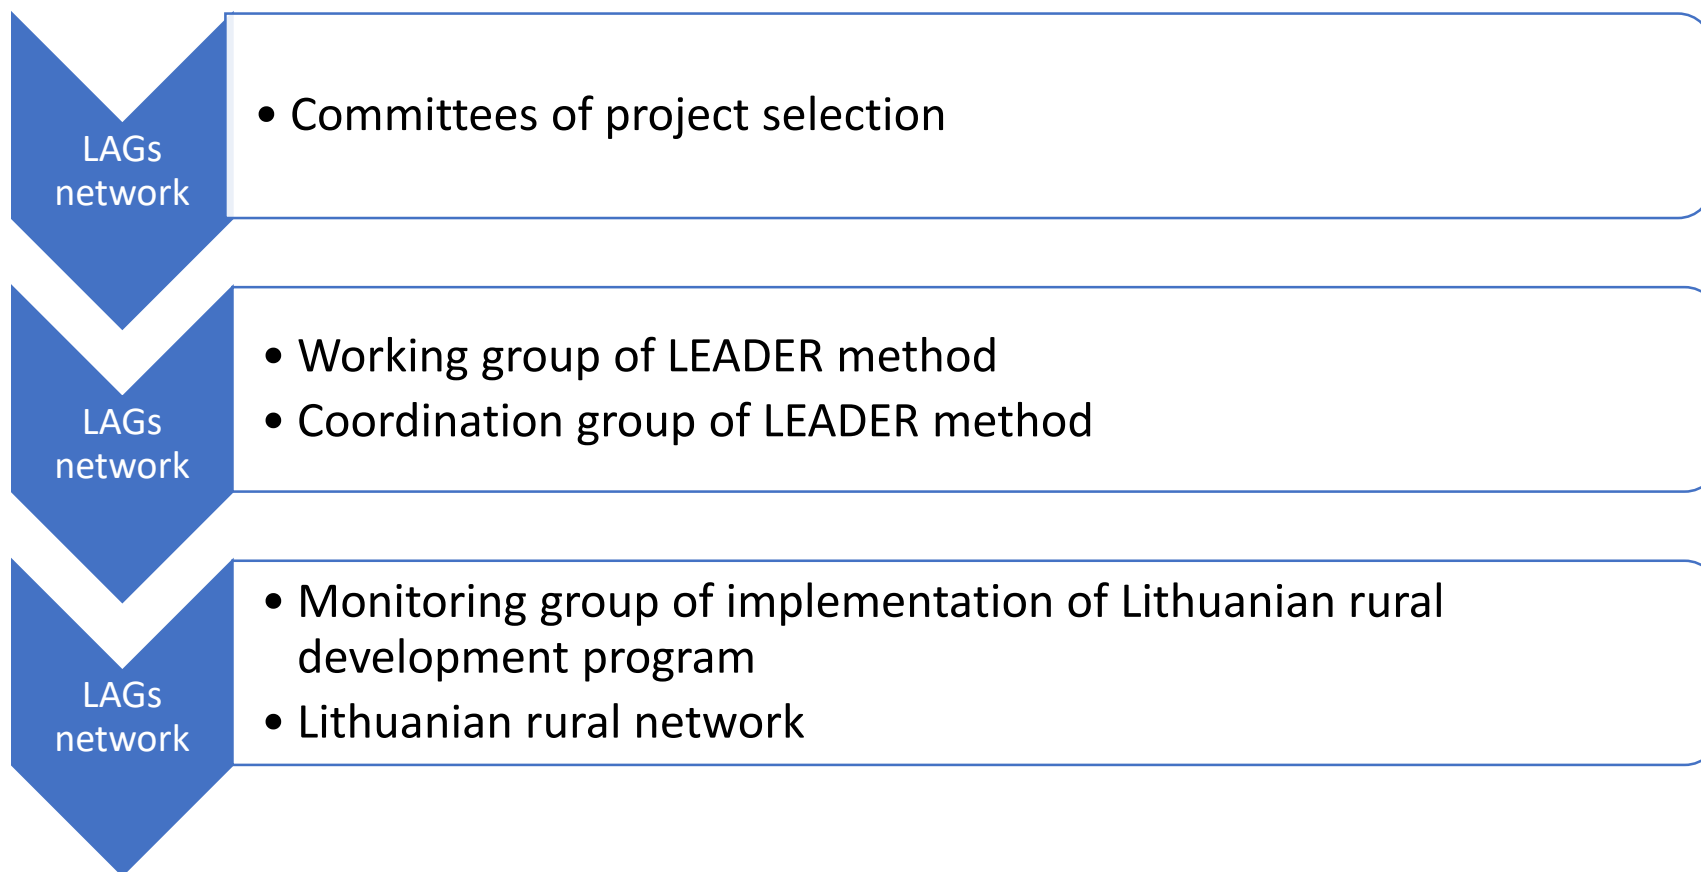 LAGs
network
• Committees of project selection
LAGs
network
• Working group of LEADER method
• Coordination group of LEADER method
LAGs
network
• Monitoring group of implementation of Lithuanian rural
development program
• Lithuanian rural network